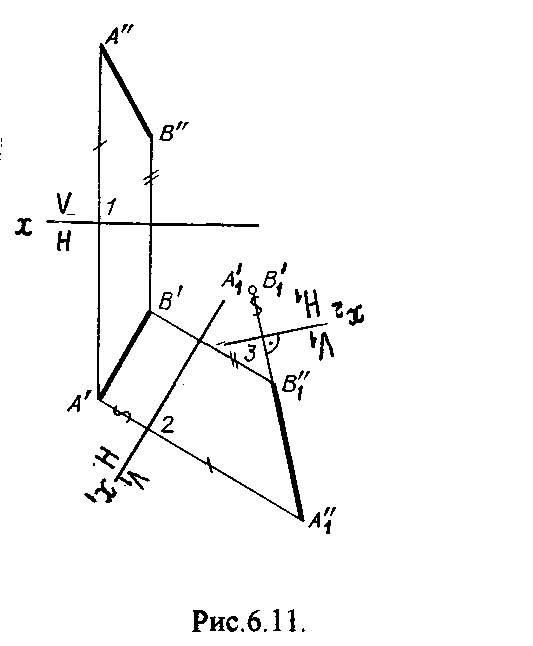 A"
B"
V
x
1
H
B'
A'₁ B'₁
H₁
x₂
V₁
3
B"₁
A'
2
H
V₁
x₁
A"₁
Рис.6.11.